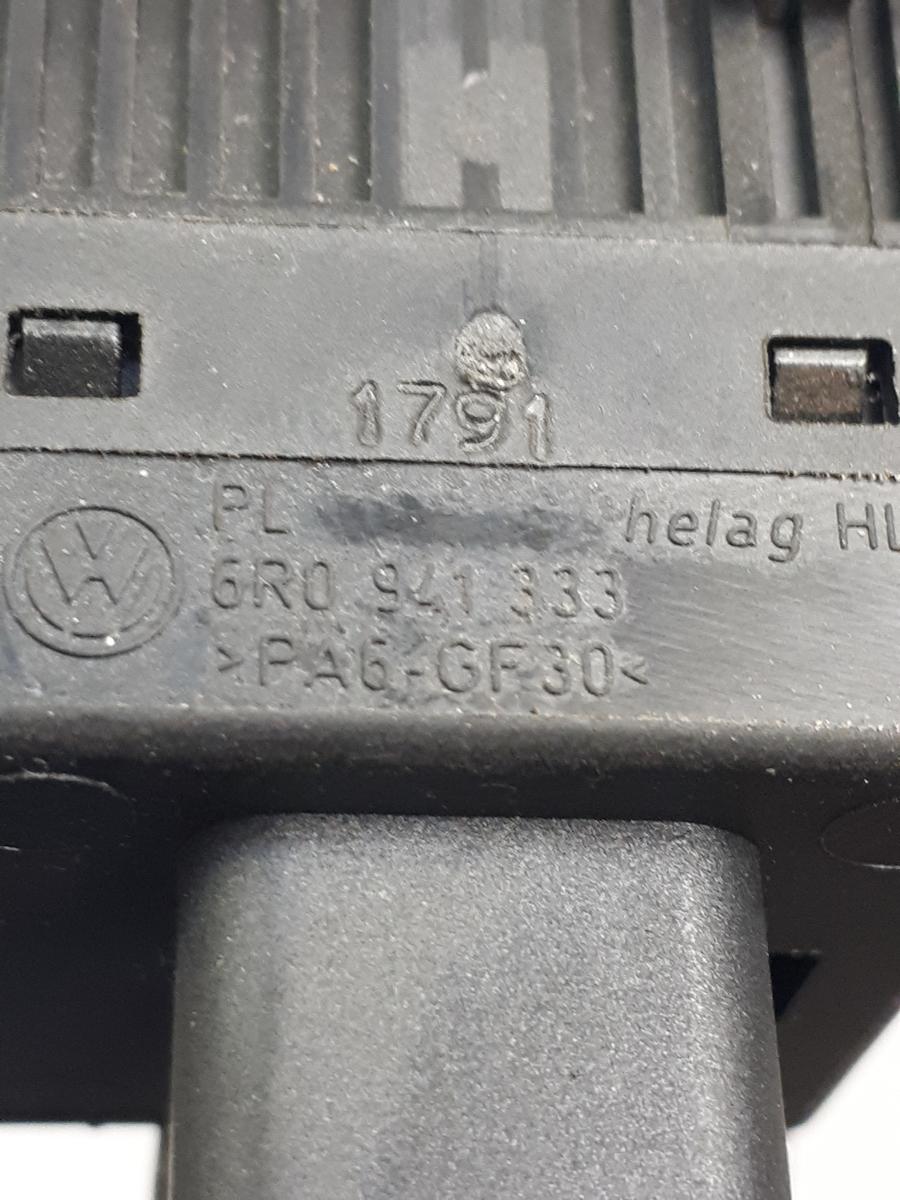 1791
PL helag HL
6R0 941 333
>PA6-GF30<